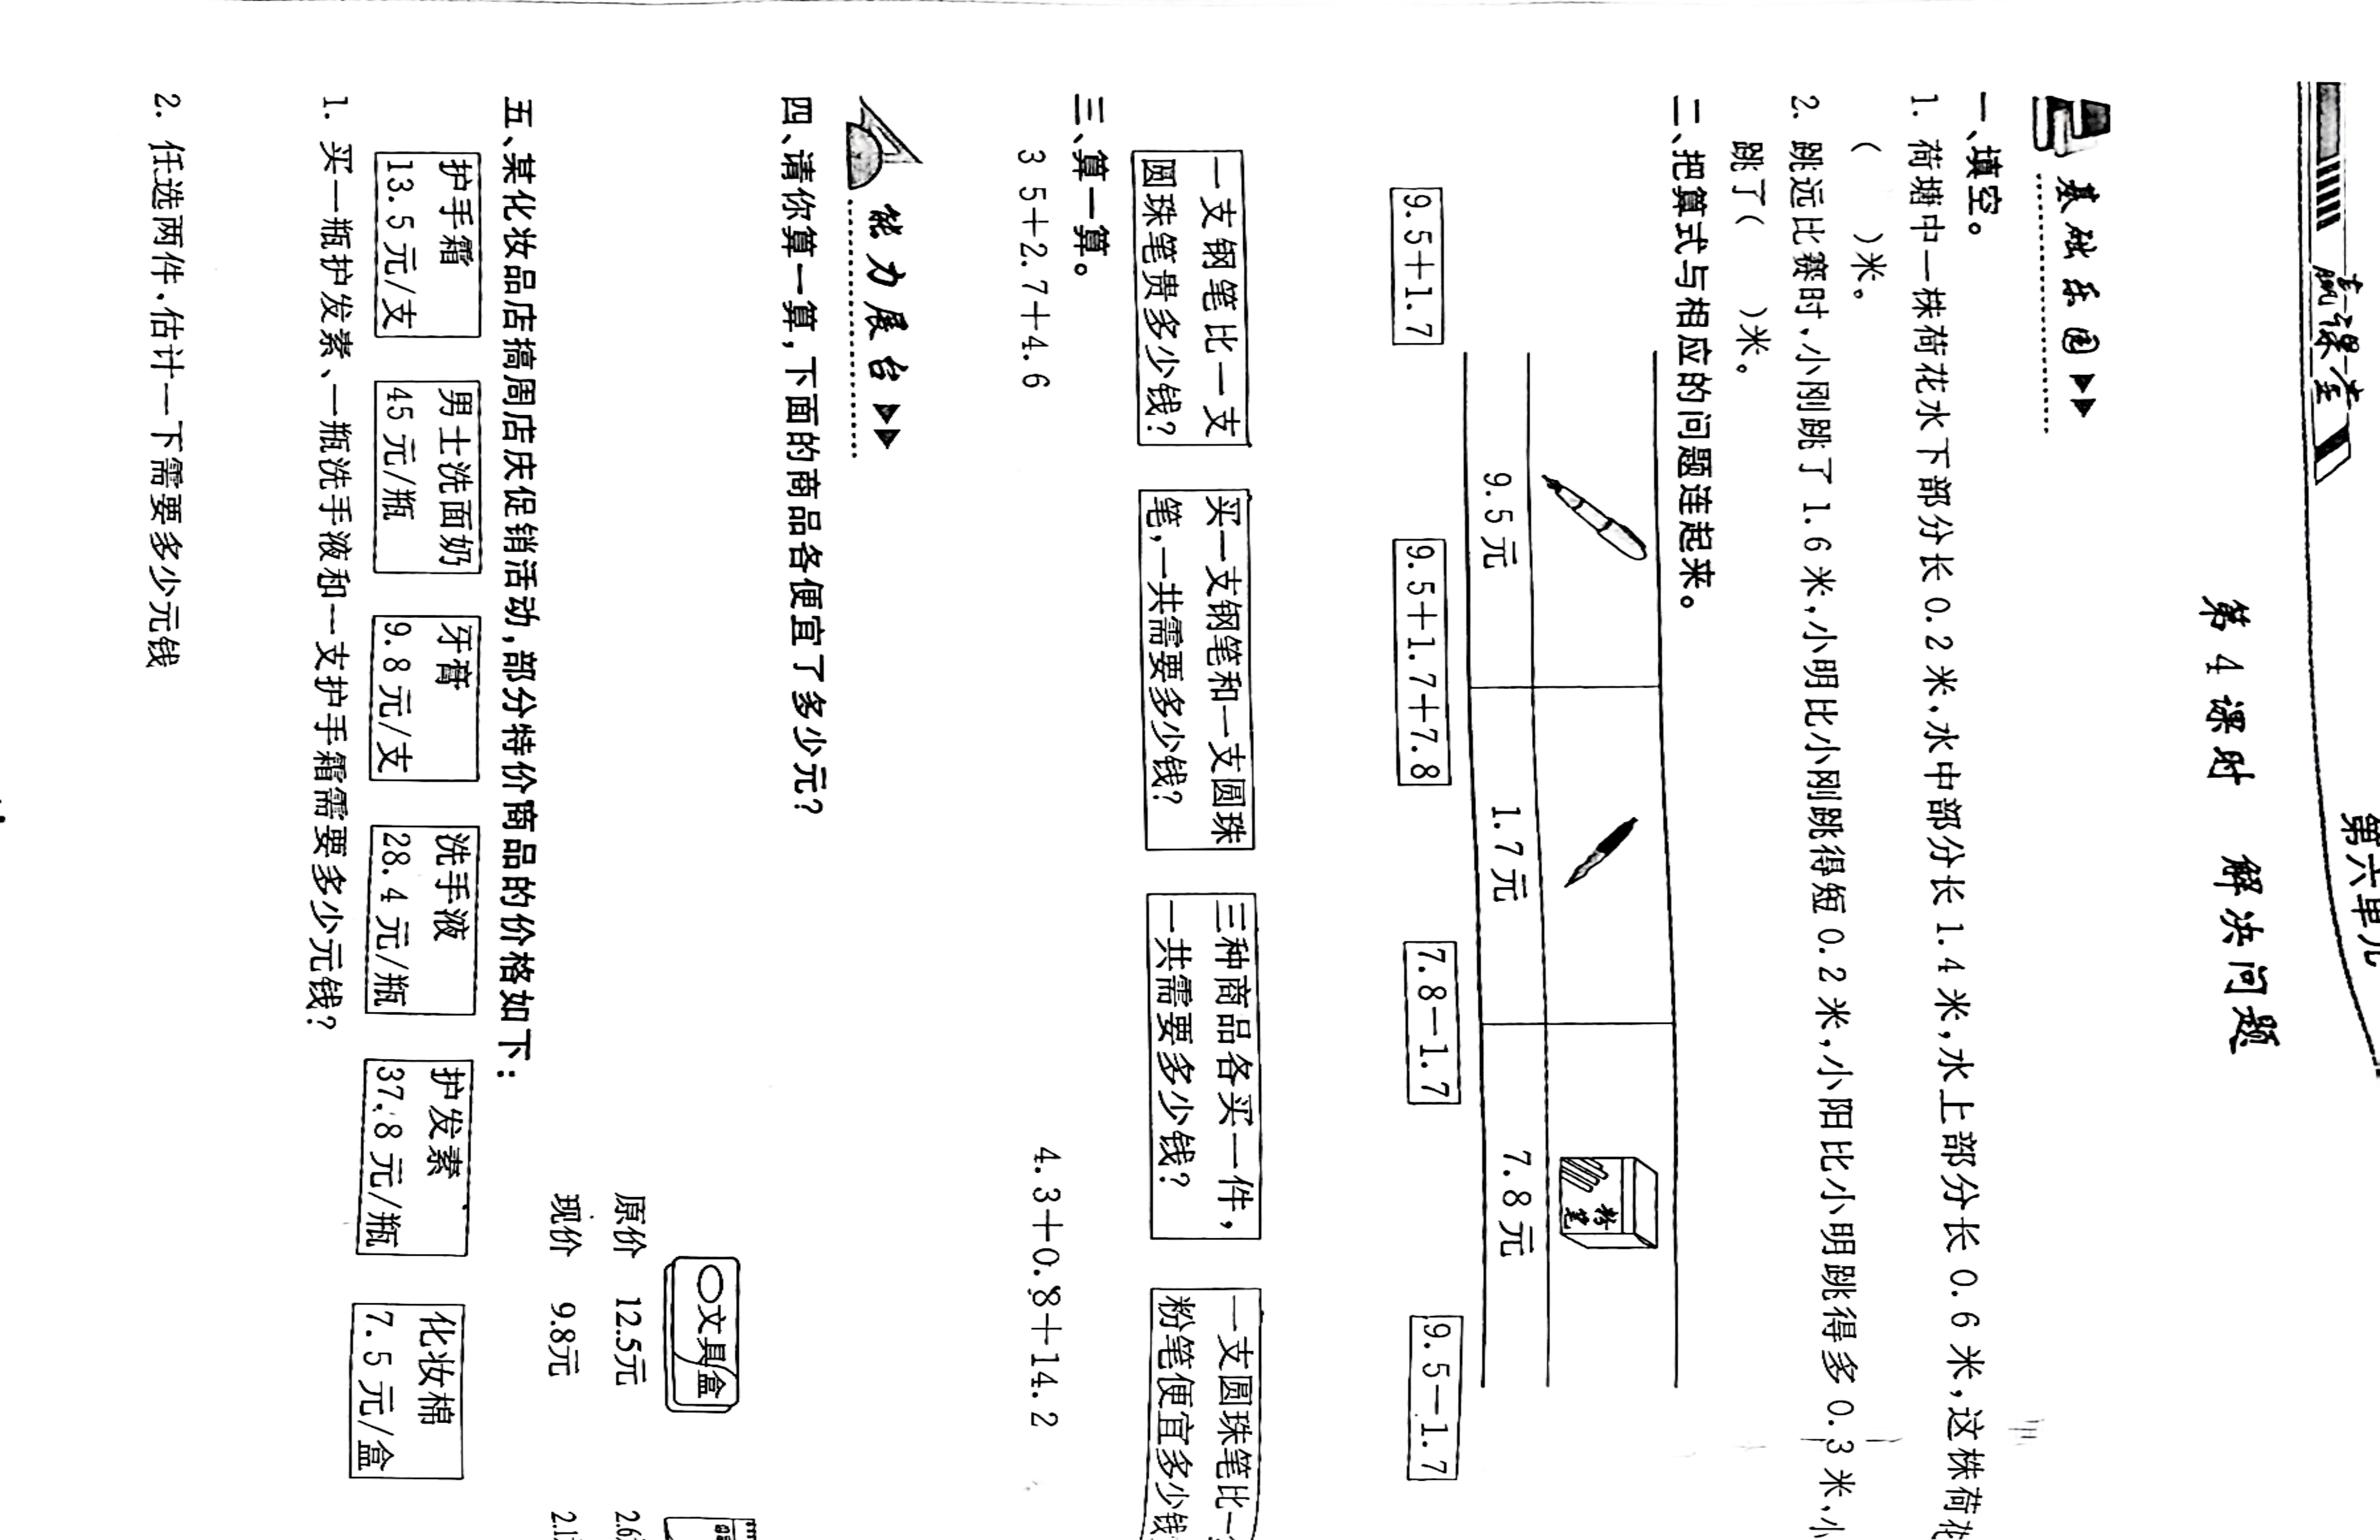 赢课堂
第六单元
第 4 课时 解决问题
基础乐园
一、填空。
1. 荷塘中一株荷花水下部分长 0.2 米,水中部分长 1.4 米,水上部分长 0.6 米,这株荷花
( )米。
2. 跳远比赛时,小刚跳了 1.6 米,小明比小刚跳得短 0.2 米,小阳比小明跳得多 0.3 米,小
跳了( )米。
二、把算式与相应的问题连起来。
粉笔
9.5元 1.7元 7.8元
9.5+1.7 9.5+1.7+7.8 7.8-1.7 9.5-1.7
一支钢笔比一支 买一支钢笔和一支圆珠 三种商品各买一件, 一支圆珠笔比一
圆珠笔贵多少钱? 笔,一共需要多少钱? 一共需要多少钱? 粉笔便宜多少钱
三、算一算。
3 5+2.7+4.6 4.3+0.8+14.2
能力展台
四、请你算一算,下面的商品各便宜了多少元?
文具盒
原价 12.5元 2.6
现价 9.8元 2.1
五、某化妆品店搞周店庆促销活动,部分特价商品的价格如下:
护手霜 男士洗面奶 牙膏 洗手液 护发素 化妆棉
13.5元/支 45元/瓶 9.8元/支 28.4元/瓶 37.8元/瓶 7.5元/盒
1. 买一瓶护发素、一瓶洗手液和一支护手霜需要多少元钱?
2. 任选两件,估计一下需要多少元钱